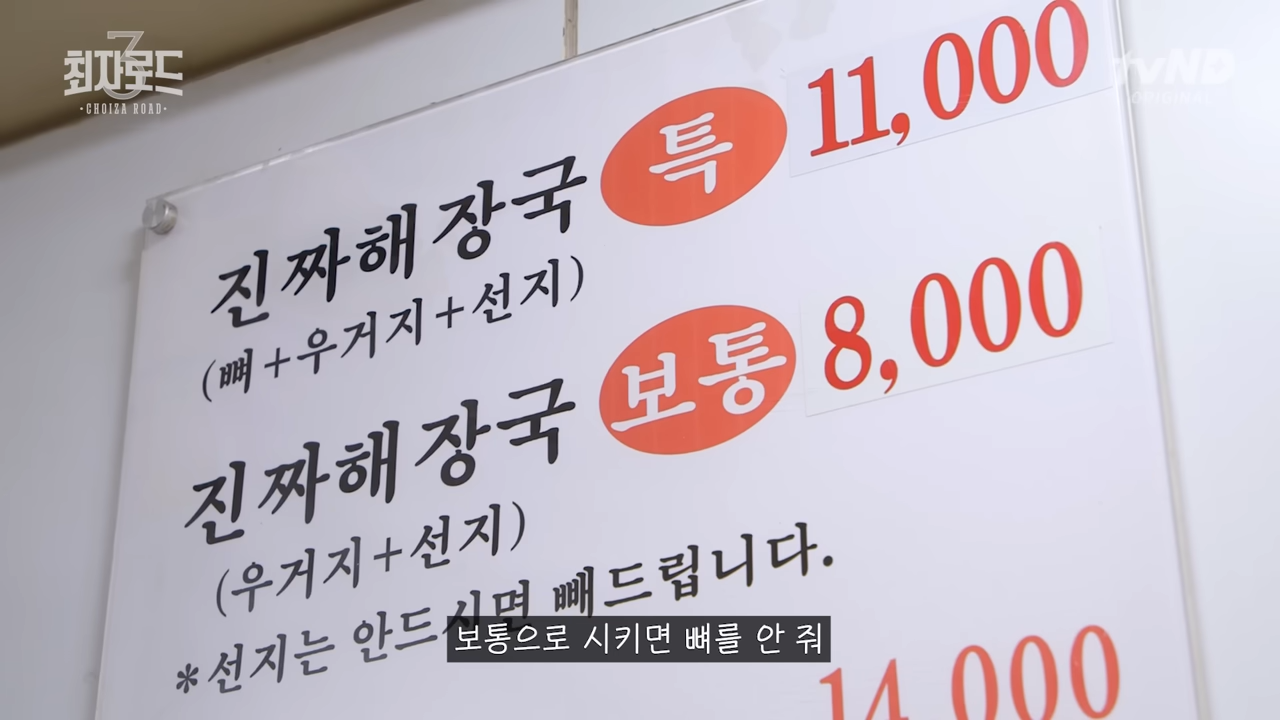 3
최자로드
· CHOIZA ROAD ·
tvND
ORIGINAL
진짜해장국 특 11,000
(뼈+우거지+선지)
진짜해장국 보통 8,000
(우거지+선지)
*선지는 안드시면 빼드립니다.
보통으로 시키면 뼈를 안 줘
14,000